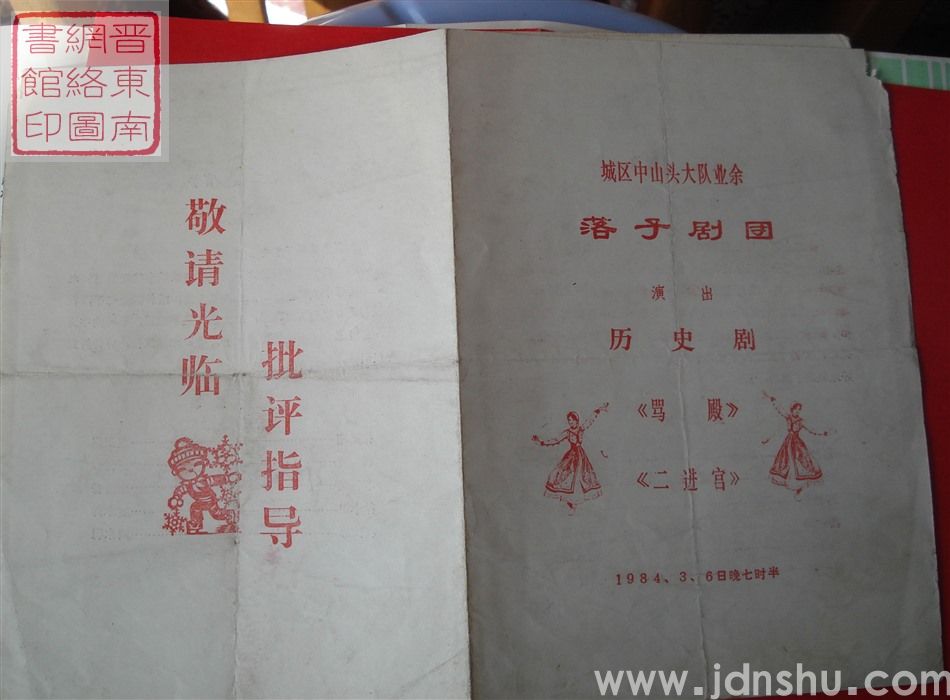 晋东南
網絡圖
書館印
敬请光临
批评指导
城区中山头大队业余
落子剧团
演出
历史剧
《骂殿》
《二进宫》
1984、3、6日晚七时半
www.jdnshu.com